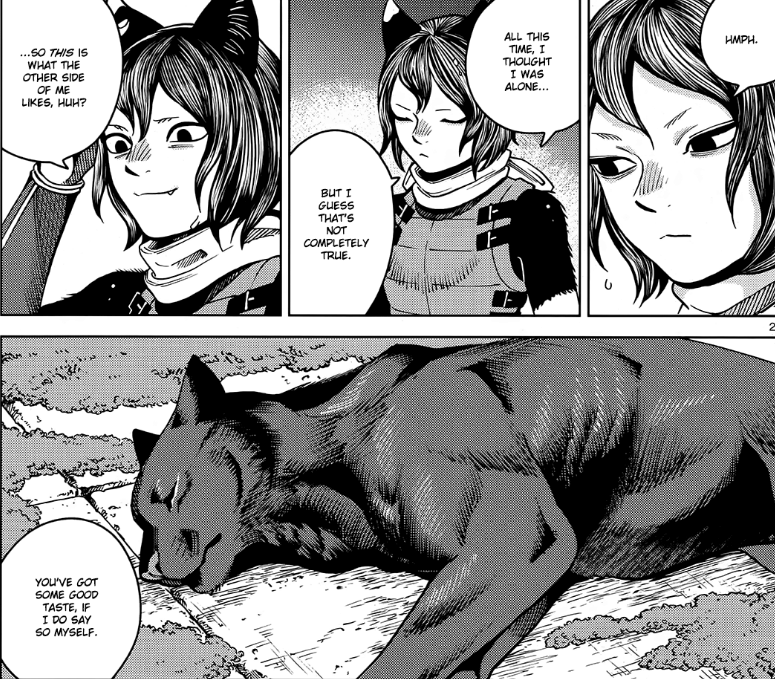 HMPH.
ALL THIS
TIME, I
THOUGHT
I WAS
ALONE...
BUT I
GUESS
THAT'S
NOT
COMPLETELY
TRUE.
...SO THIS IS
WHAT THE
OTHER SIDE
OF ME
LIKES, HUH?
2
YOU'VE GOT
SOME GOOD
TASTE, IF
I DO SAY
SO MYSELF.